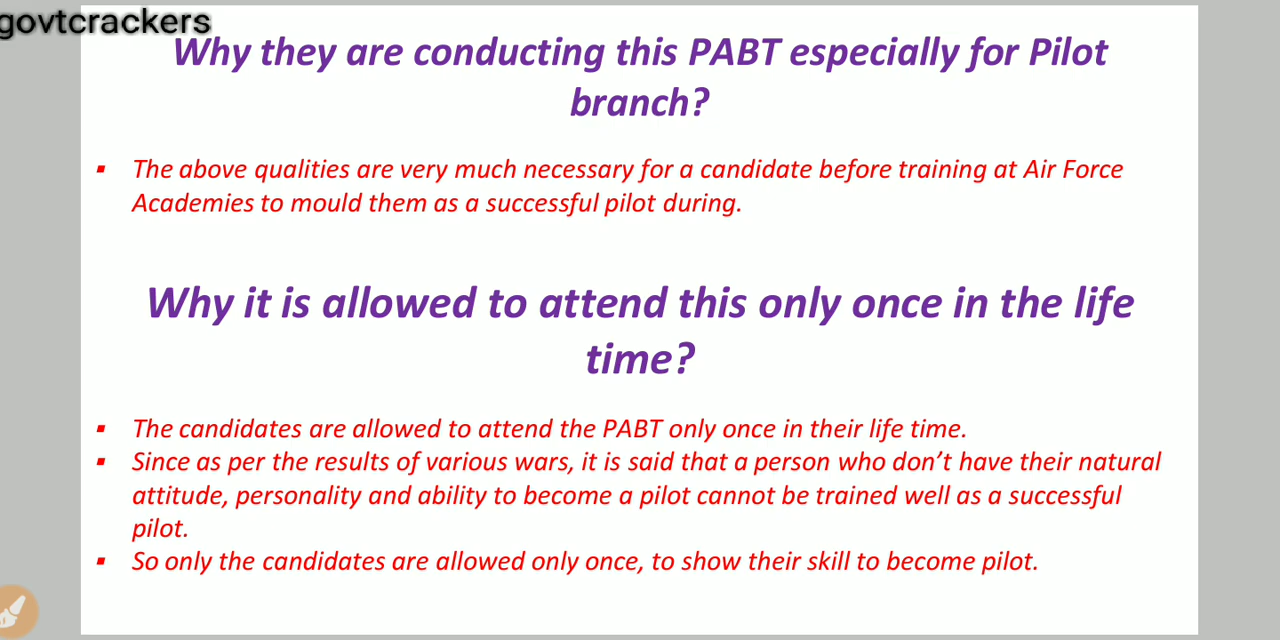 govtcrackers
Why they are conducting this PABT especially for Pilot
branch?
▪ The above qualities are very much necessary for a candidate before training at Air Force
Academies to mould them as a successful pilot during.
Why it is allowed to attend this only once in the life
time?
▪ The candidates are allowed to attend the PABT only once in their life time.
▪ Since as per the results of various wars, it is said that a person who don’t have their natural
attitude, personality and ability to become a pilot cannot be trained well as a successful
pilot.
▪ So only the candidates are allowed only once, to show their skill to become pilot.